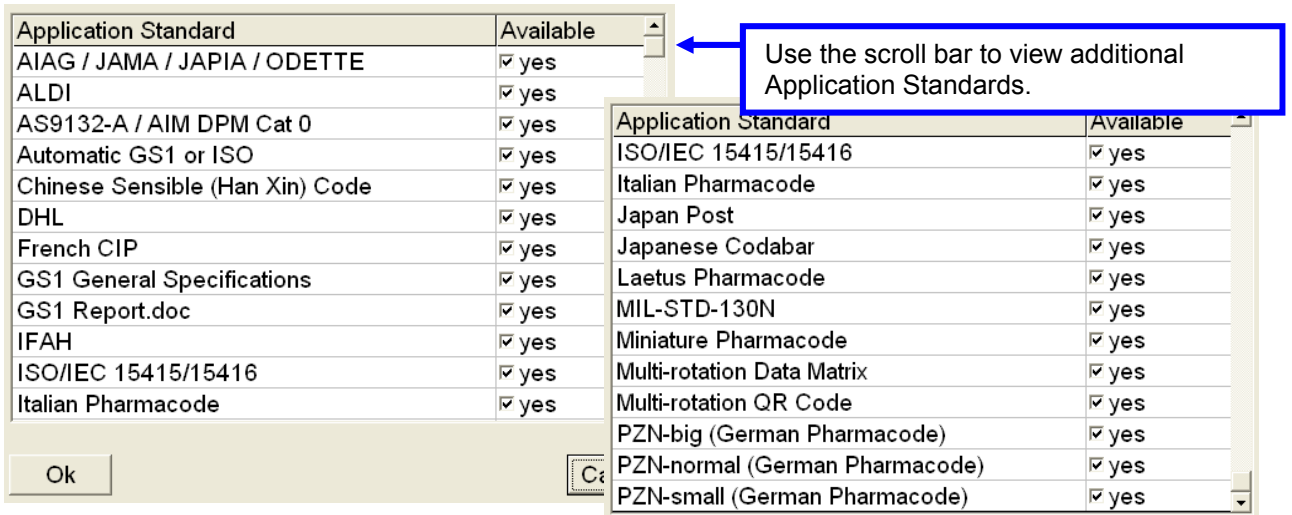 Application Standard Available
AIAG / JAMA / JAPIA / ODETTE yes
ALDI yes
AS9132-A / AIM DPM Cat 0 yes
Automatic GS1 or ISO yes
Chinese Sensible (Han Xin) Code yes
DHL yes
French CIP yes
GS1 General Specifications yes
GS1 Report.doc yes
IFAH yes
ISO/IEC 15415/15416 yes
Italian Pharmacode yes
Ok
Use the scroll bar to view additional
Application Standards.
Application Standard Available
ISO/IEC 15415/15416 yes
Italian Pharmacode yes
Japan Post yes
Japanese Codabar yes
Laetus Pharmacode yes
MIL-STD-130N yes
Miniature Pharmacode yes
Multi-rotation Data Matrix yes
Multi-rotation QR Code yes
PZN-big (German Pharmacode) yes
PZN-normal (German Pharmacode) yes
PZN-small (German Pharmacode) yes